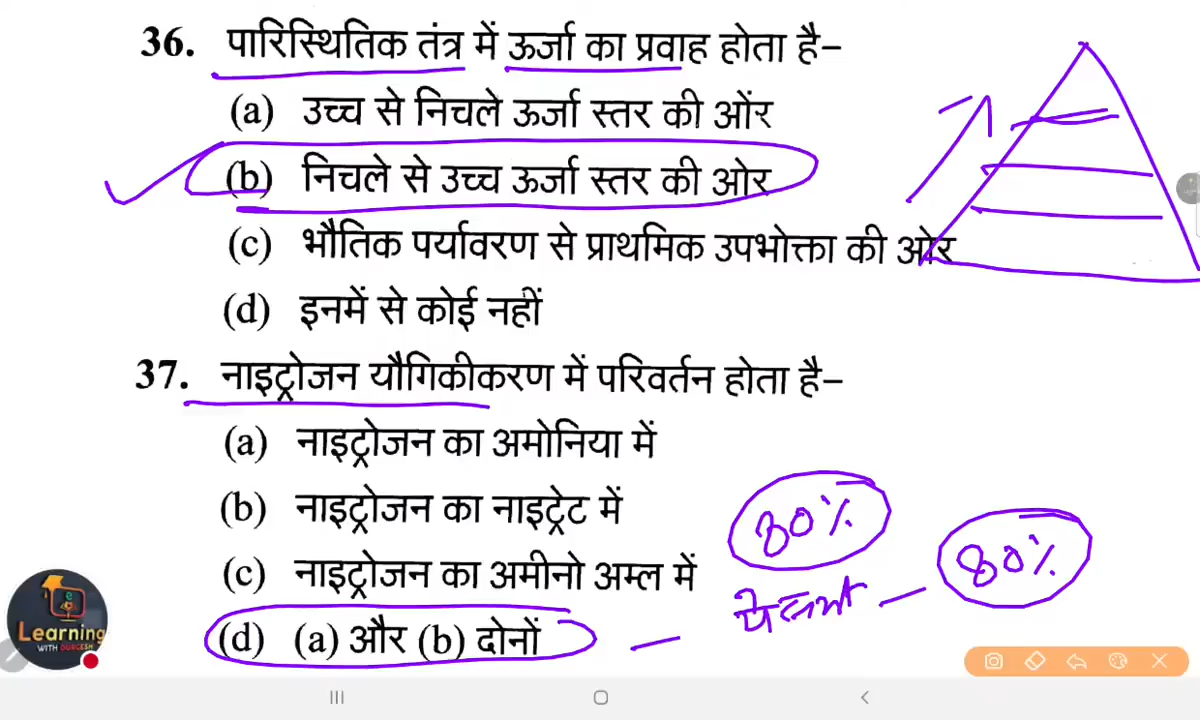 36. पारिस्थितिक तंत्र में ऊर्जा का प्रवाह होता है–
(a) उच्च से निचले ऊर्जा स्तर की ओंर
(b) निचले से उच्च ऊर्जा स्तर की ओर
(c) भौतिक पर्यावरण से प्राथमिक उपभोक्ता की ओर
(d) इनमें से कोई नहीं
37. नाइट्रोजन यौगिकीकरण में परिवर्तन होता है–
(a) नाइट्रोजन का अमोनिया में
(b) नाइट्रोजन का नाइट्रेट में
(c) नाइट्रोजन का अमीनो अम्ल में
(d) (a) और (b) दोनों
80%
80%
Learning
WITH DURGESH